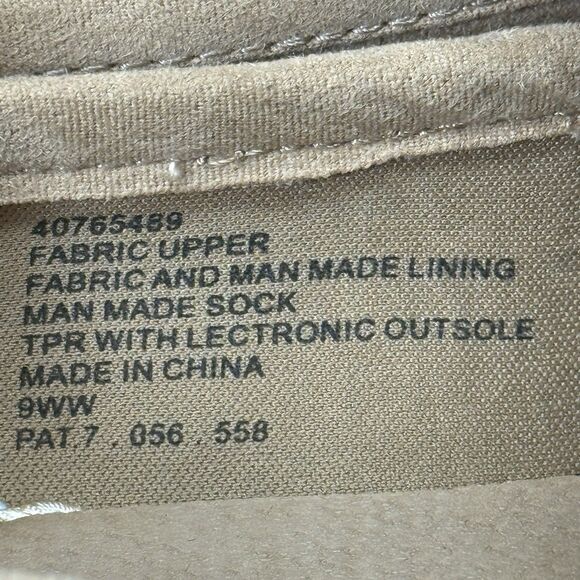 40765489
FABRIC UPPER
FABRIC AND MAN MADE LINING
MAN MADE SOCK
TPR WITH LECTRONIC OUTSOLE
MADE IN CHINA
9WW
PAT.7 . 056 . 558